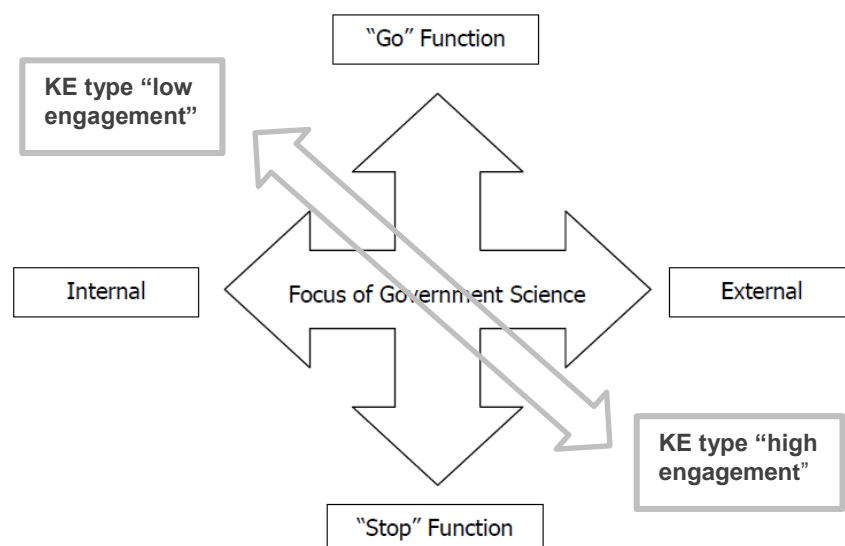 “Go” Function
KE type “low
engagement”
Internal
Focus of Government Science
External
KE type “high
engagement”
“Stop” Function